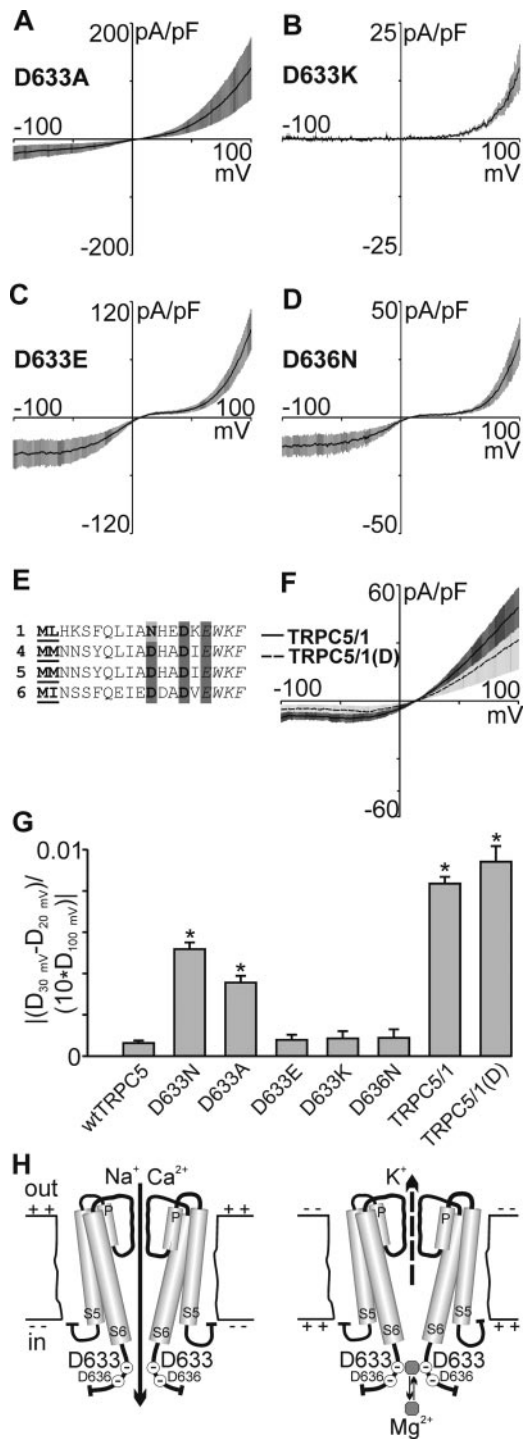 A
200
pA/pF
D633A
-100
100
mV
-200
B
25
pA/pF
D633K
-100
100
mV
-25
C
120
pA/pF
D633E
-100
100
mV
-120
D
50
pA/pF
D636N
-100
100
mV
-50
E
1 MLHKSFQLIANHEDKEWKF
4 MMNNSYQLIADHADIEWKF
5 MMNNSYQLIADHADIEWKF
6 MINSSFQEIEDDADVEWKF
F
60
pA/pF
TRPC5/1
TRPC5/1(D)
-100
100
mV
-60
G
|(D30 mV-D20 mV)/
(10*D100 mV)|
0.01
0
* * * *
wtTRPC5
D633N
D633A
D633E
D633K
D636N
TRPC5/1
TRPC5/1(D)
H
Na+ Ca2+
out
+ +
+ +
P
P
S5
S5
- -
in
- -
S6
S6
D633
D633
D636
D636
- -
- -
K+
- -
- -
P
P
S5
S5
+ +
+ +
S6
S6
D633
D633
D636
D636
- -
- -
Mg2+